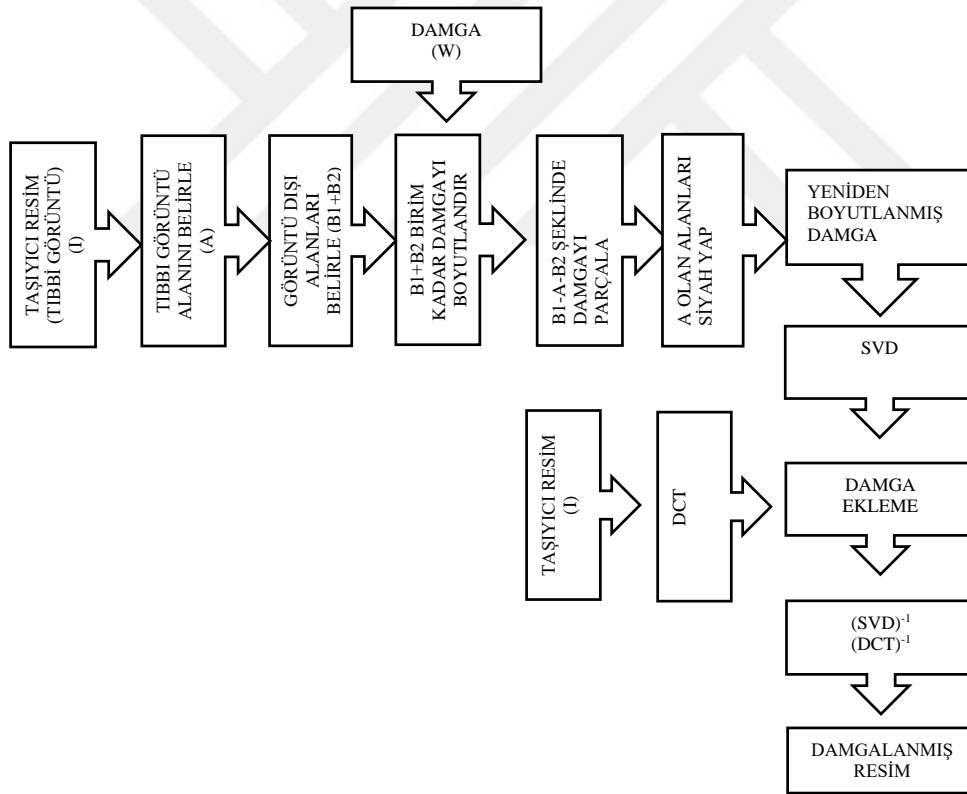 DAMGA
(W)
TAŞIYICI RESİM
(TIBBİ GÖRÜNTÜ)
(I)
TIBBI GÖRÜNTÜ
ALANINI BELİRLE
(A)
GÖRÜNTÜ DIŞI
ALANLARI
BELİRLE (B1+B2)
B1+B2 BİRİM
KADAR DAMGAYI
BOYUTLANDIR
B1-A-B2 ŞEKLİNDE
DAMGAYI
PARÇALA
A OLAN ALANLARI
SİYAH YAP
YENİDEN
BOYUTLANMIŞ
DAMGA
SVD
TAŞIYICI RESİM
(I)
DCT
DAMGA
EKLEME
(SVD)⁻¹
(DCT)⁻¹
DAMGALANMIŞ
RESİM